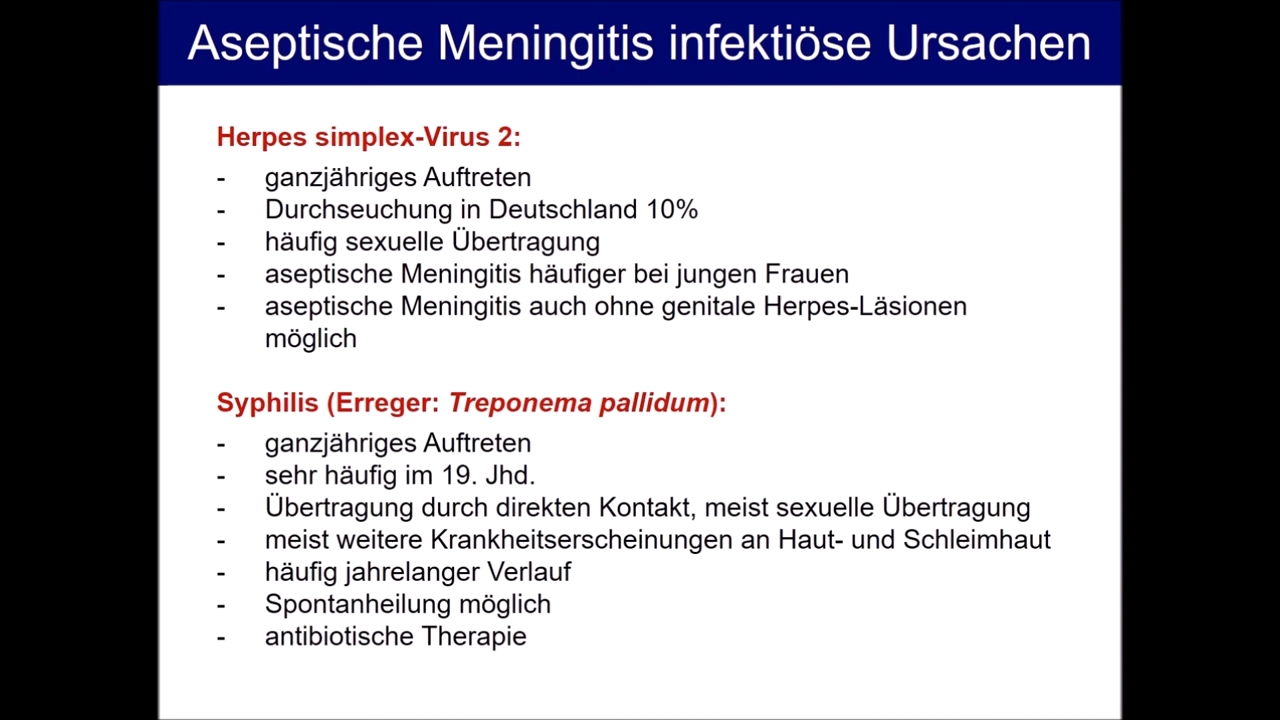 Aseptische Meningitis infektiöse Ursachen
Herpes simplex-Virus 2:
- ganzjähriges Auftreten
- Durchseuchung in Deutschland 10%
- häufig sexuelle Übertragung
- aseptische Meningitis häufiger bei jungen Frauen
- aseptische Meningitis auch ohne genitale Herpes-Läsionen
möglich
Syphilis (Erreger: Treponema pallidum):
- ganzjähriges Auftreten
- sehr häufig im 19. Jhd.
- Übertragung durch direkten Kontakt, meist sexuelle Übertragung
- meist weitere Krankheitserscheinungen an Haut- und Schleimhaut
- häufig jahrelanger Verlauf
- Spontanheilung möglich
- antibiotische Therapie